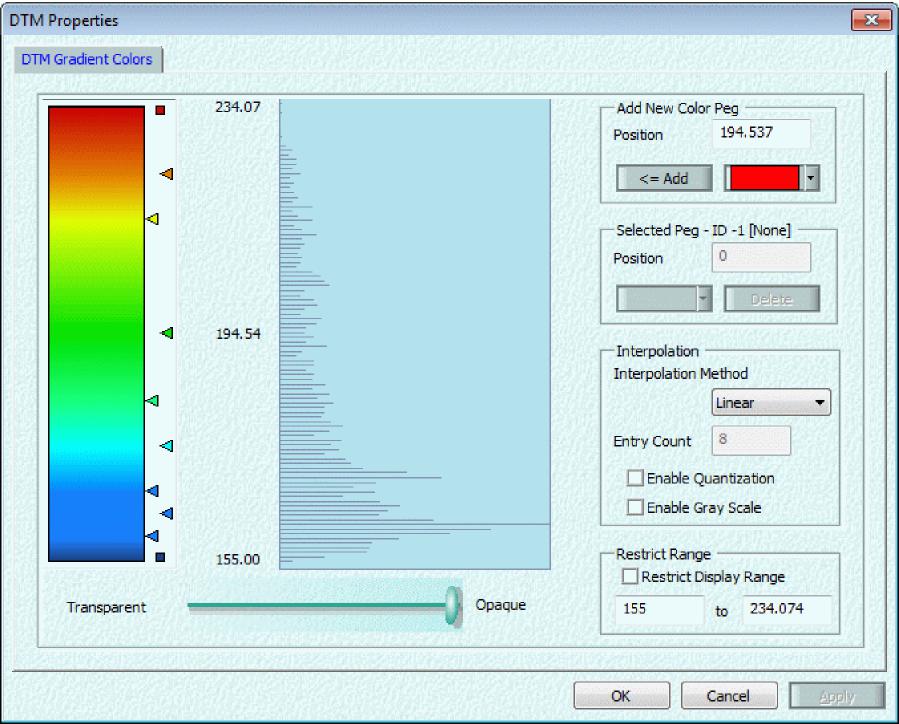 DTM Properties
DTM Gradient Colors
234.07
194.54
155.00
Transparent
Opaque
Add New Color Peg
Position
194.537
<= Add
Selected Peg - ID -1 [None]
Position
0
Delete
Interpolation
Interpolation Method
Linear
Entry Count
8
Enable Quantization
Enable Gray Scale
Restrict Range
Restrict Display Range
155 to 234.074
OK
Cancel
Apply